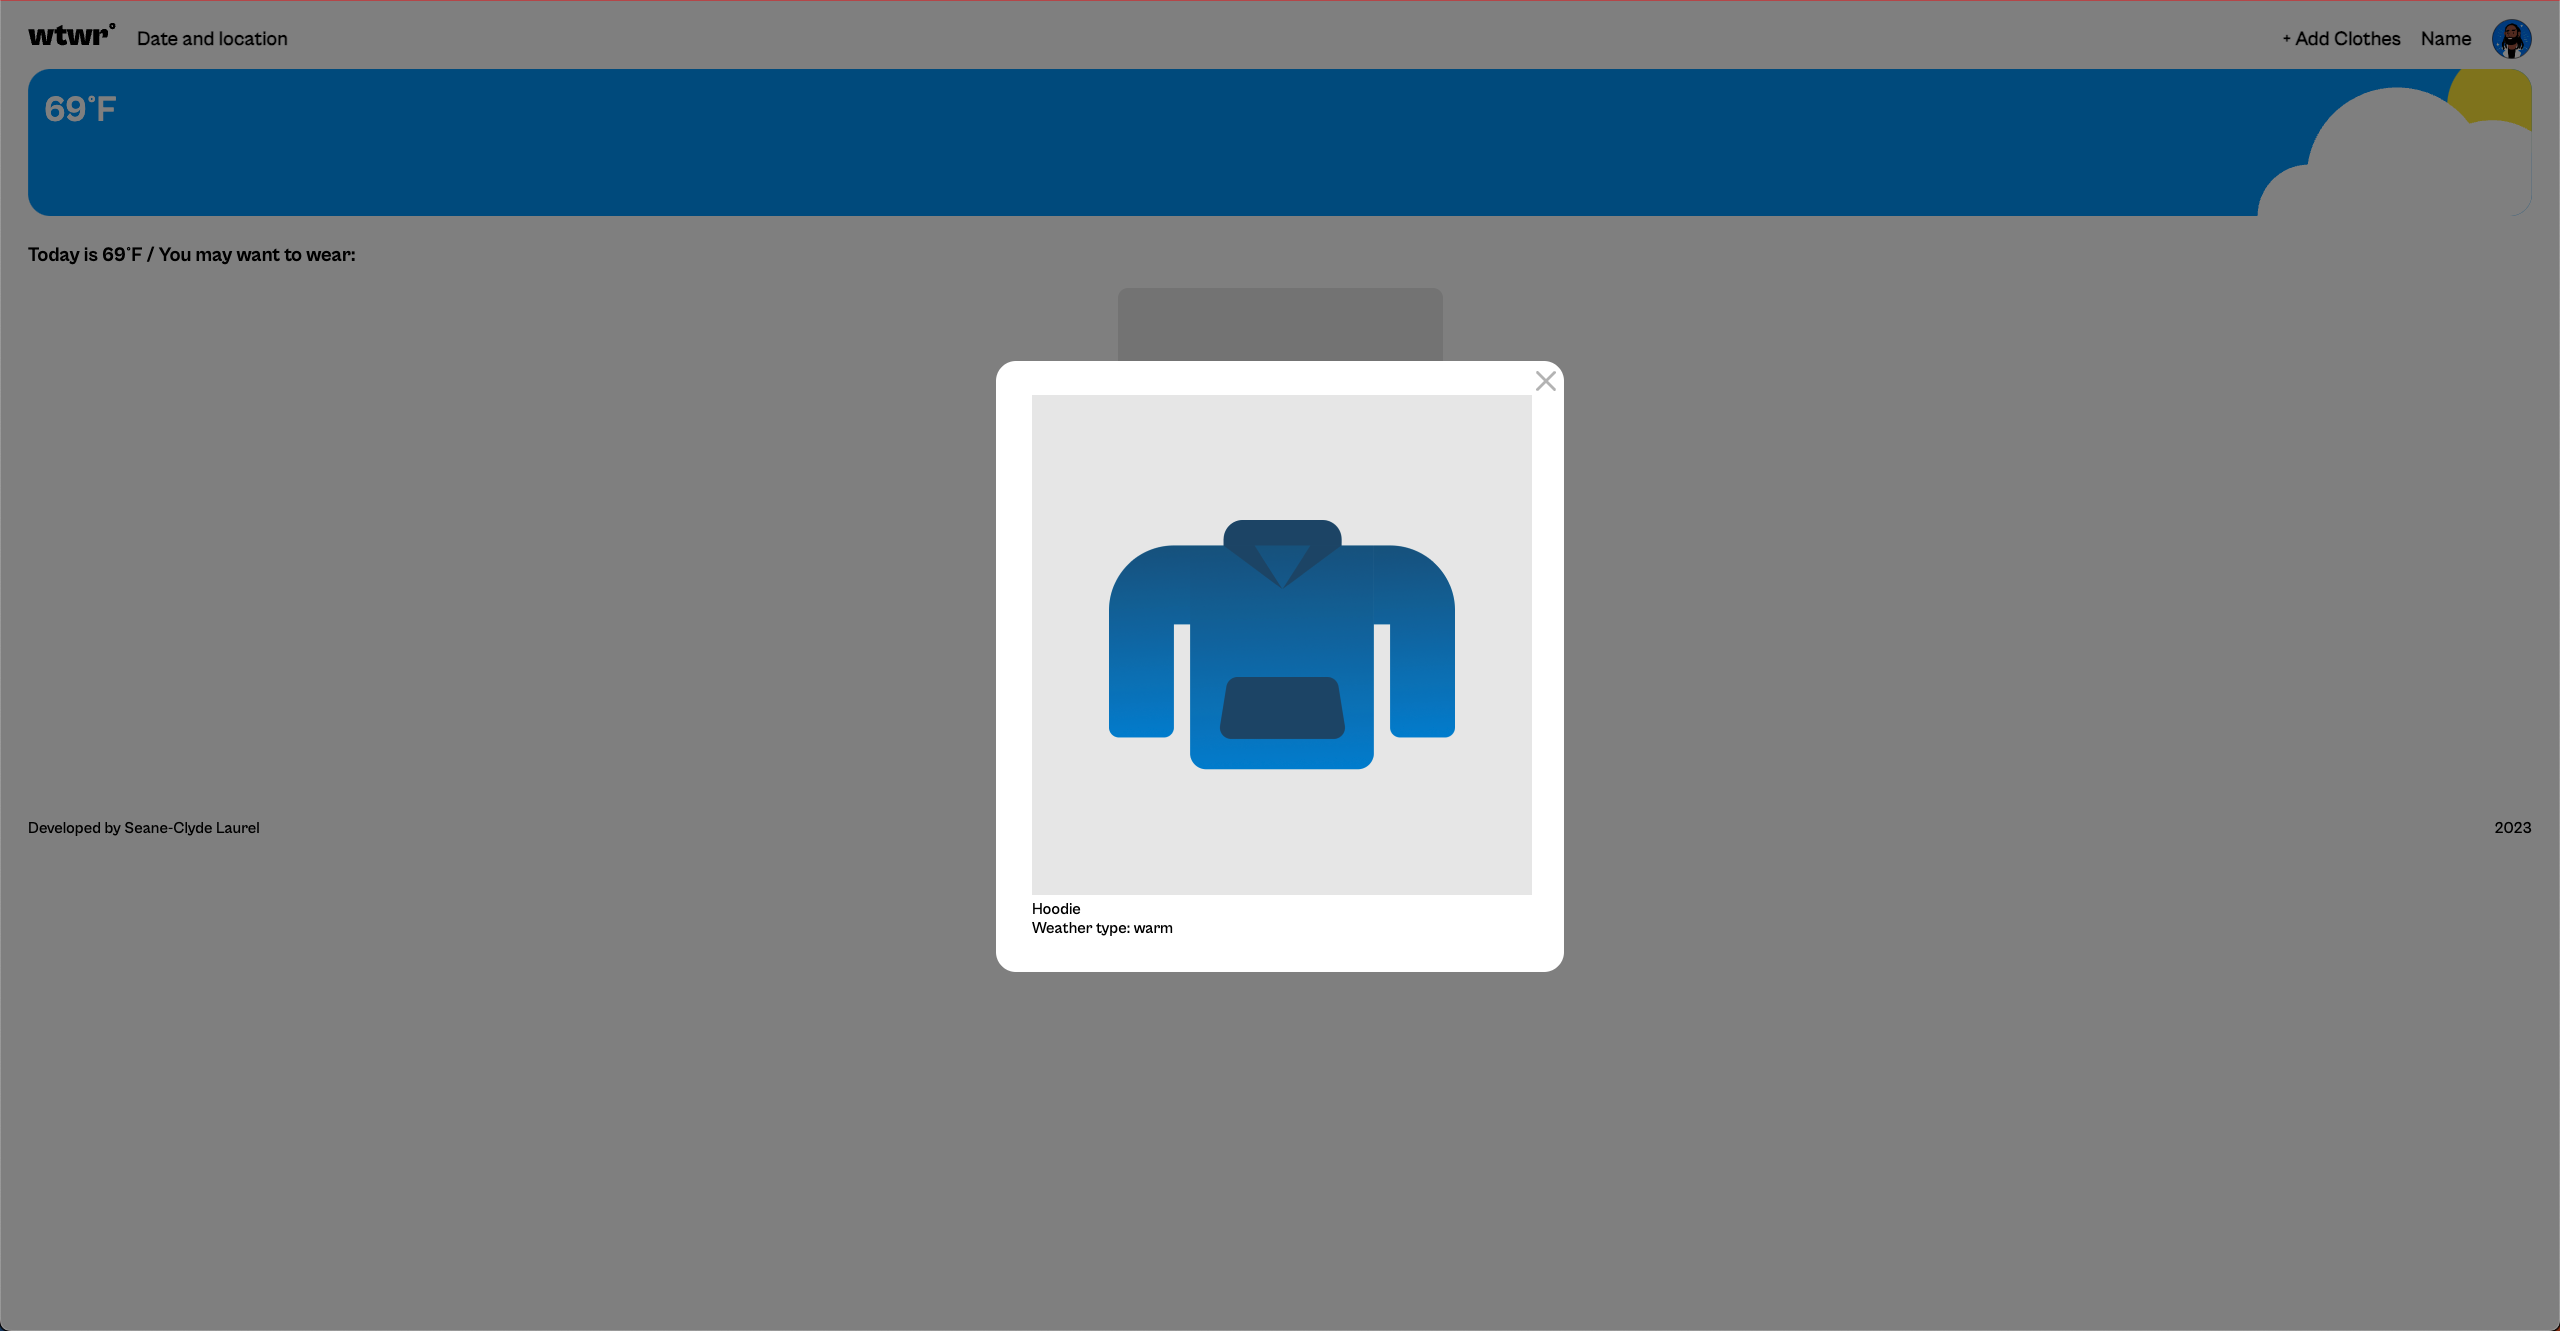 wtwr°
Date and location
+ Add Clothes
Name
69°F
Today is 69°F / You may want to wear:
Hoodie
Weather type: warm
Developed by Seane-Clyde Laurel
2023